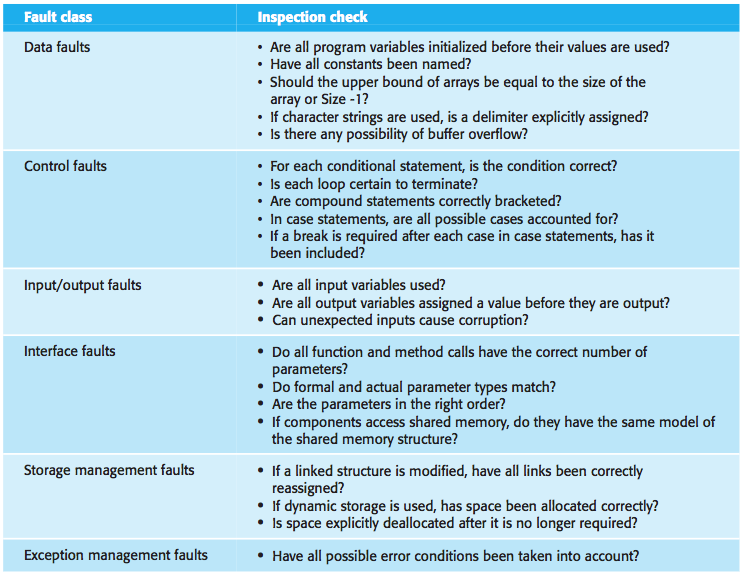 Fault class Inspection check
Data faults • Are all program variables initialized before their values are used?
• Have all constants been named?
• Should the upper bound of arrays be equal to the size of the
array or Size -1?
• If character strings are used, is a delimiter explicitly assigned?
• Is there any possibility of buffer overflow?
Control faults • For each conditional statement, is the condition correct?
• Is each loop certain to terminate?
• Are compound statements correctly bracketed?
• In case statements, are all possible cases accounted for?
• If a break is required after each case in case statements, has it
been included?
Input/output faults • Are all input variables used?
• Are all output variables assigned a value before they are output?
• Can unexpected inputs cause corruption?
Interface faults • Do all function and method calls have the correct number of
parameters?
• Do formal and actual parameter types match?
• Are the parameters in the right order?
• If components access shared memory, do they have the same model of
the shared memory structure?
Storage management faults • If a linked structure is modified, have all links been correctly
reassigned?
• If dynamic storage is used, has space been allocated correctly?
• Is space explicitly deallocated after it is no longer required?
Exception management faults • Have all possible error conditions been taken into account?